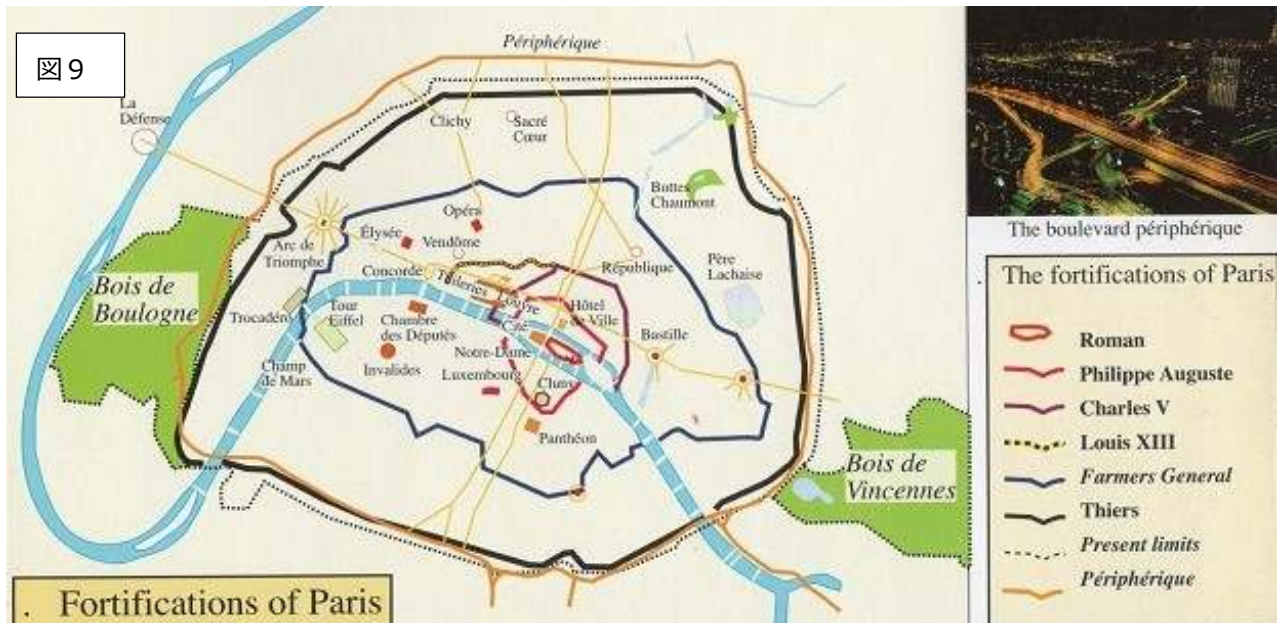 図9
Périphérique
La
Défense
Clichy
Sacré
Cœur
Bottes
Chaumont
Opéra
Élysée
Vendôme
Arc de
Triomphe
Concorde
Tuileries
Louvre
République
Père
Lachaise
Bois de
Boulogne
Trocadéro
Tour
Eiffel
Chambre
des Députés
Hôtel
de Ville
Cité
Bastille
Notre-Dame
Invalides
Champ
de Mars
Luxembourg
Cluny
Panthéon
Bois de
Vincennes
. Fortifications of Paris
The boulevard périphérique
The fortifications of Paris
Roman
Philippe Auguste
Charles V
Louis XIII
Farmers General
Thiers
Present limits
Périphérique